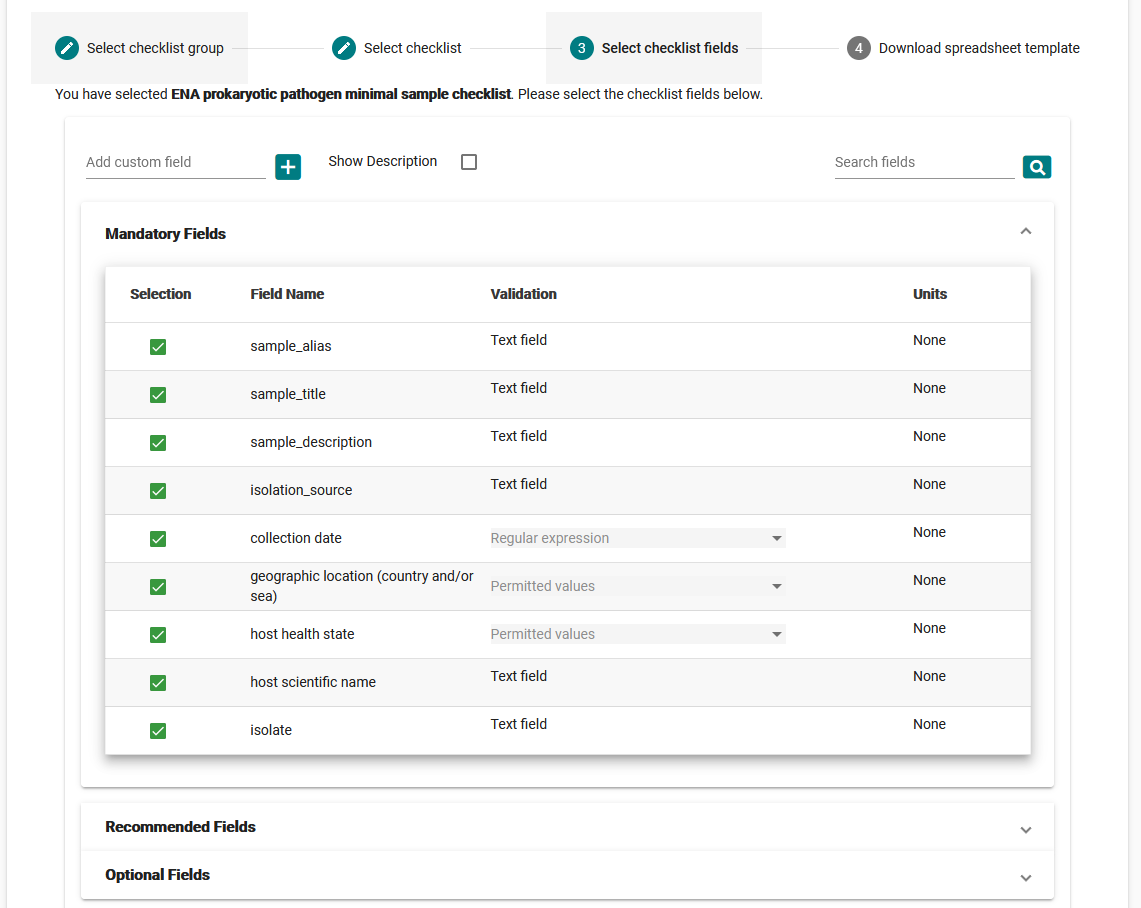 Select checklist group
Select checklist
3 Select checklist fields
4 Download spreadsheet template
You have selected ENA prokaryotic pathogen minimal sample checklist. Please select the checklist fields below.
Add custom field
Show Description
Search fields
Mandatory Fields
Selection Field Name Validation Units
sample_alias Text field None
sample_title Text field None
sample_description Text field None
isolation_source Text field None
collection date Regular expression None
geographic location (country and/or
sea) Permitted values None
host health state Permitted values None
host scientific name Text field None
isolate Text field None
Recommended Fields
Optional Fields